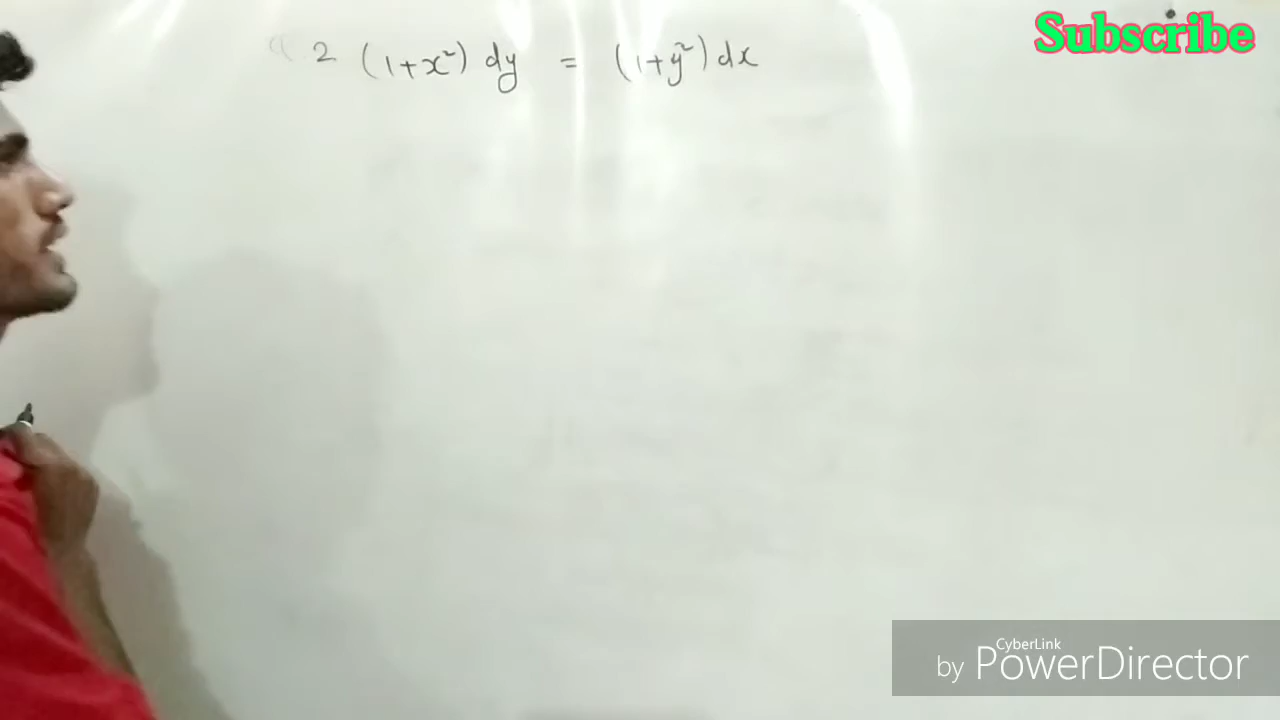 2 (1+x²) dy = (1+y²) dx
Subscribe
CyberLink
by PowerDirector